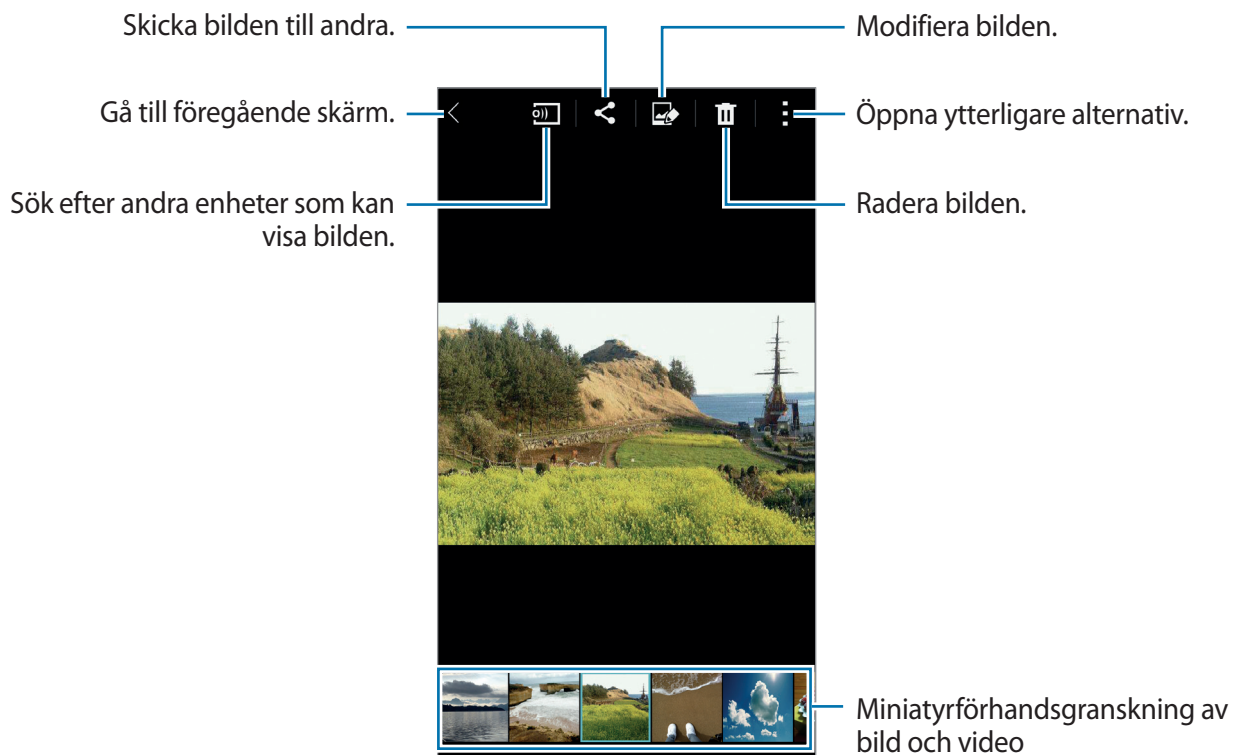 Skicka bilden till andra.
Modifiera bilden.
Gå till föregående skärm.
Öppna ytterligare alternativ.
Sök efter andra enheter som kan
visa bilden.
Radera bilden.
Miniatyrförhandsgranskning av
bild och video